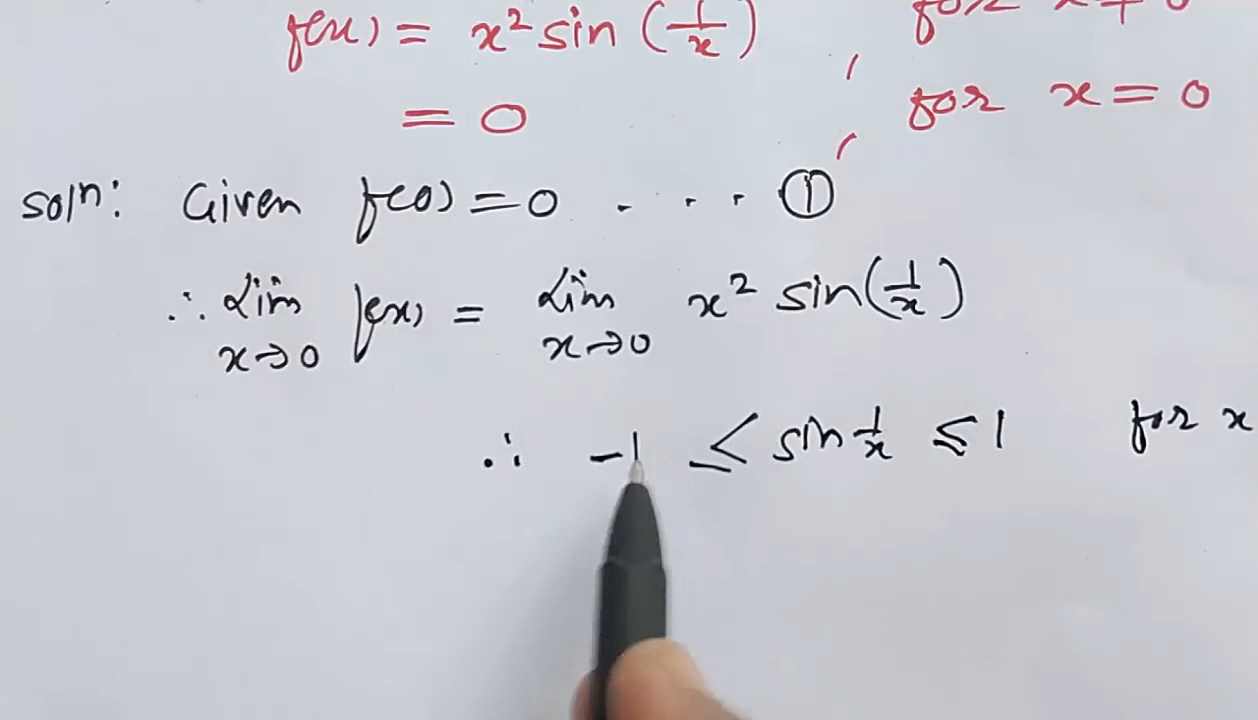 f(x) = x² sin (1/x) , for x ≠ 0
= 0 , for x = 0
soln: Given f(0) = 0 . . . . ①
∴ Lim x→0 f(x) = Lim x→0 x² sin(1/x)
∴ -1 ≤ sin 1/x ≤ 1 for x